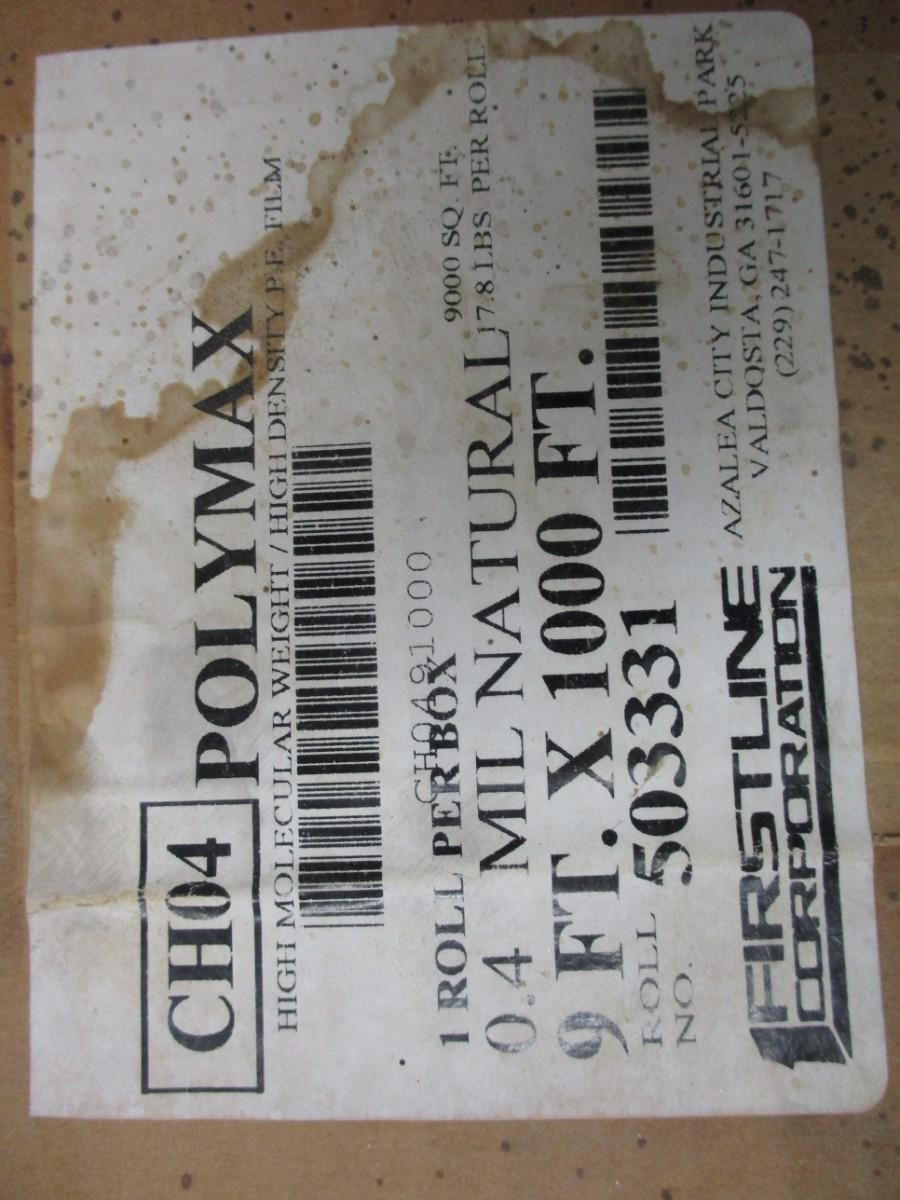 CH04 POLYMAX
HIGH MOLECULAR WEIGHT / HIGH DENSITY P.E. FILM
CH0491000
1 ROLL PER BOX 9000 SQ. FT.
0.4 MIL NATURAL 17.8 LBS PER ROLL
9 FT. X 1000 FT.
ROLL NO. 503331
FIRSTLINE
CORPORATION
AZALEA CITY INDUSTRIAL PARK
VALDOSTA, GA
(229) 247-1717